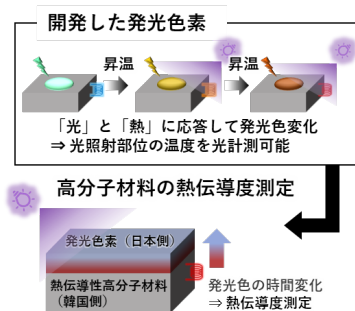 開発した発光色素
昇温
昇温
「光」と「熱」に応答して発光色変化
⇒ 光照射部位の温度を光計測可能
高分子材料の熱伝導度測定
発光色素（日本側）
熱伝導性高分子材料
（韓国側）
発光色の時間変化
⇒ 熱伝導度測定